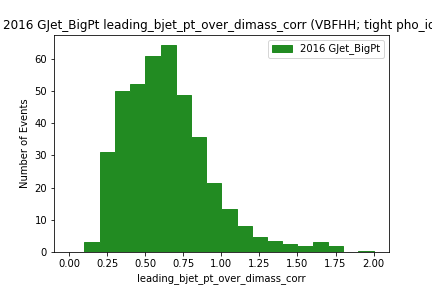 2016 GJet_BigPt leading_bjet_pt_over_dimass_corr (VBFHH; tight pho_id
2016 GJet_BigPt
Number of Events
60
50
40
30
20
10
0
0.00 0.25 0.50 0.75 1.00 1.25 1.50 1.75 2.00
leading_bjet_pt_over_dimass_corr